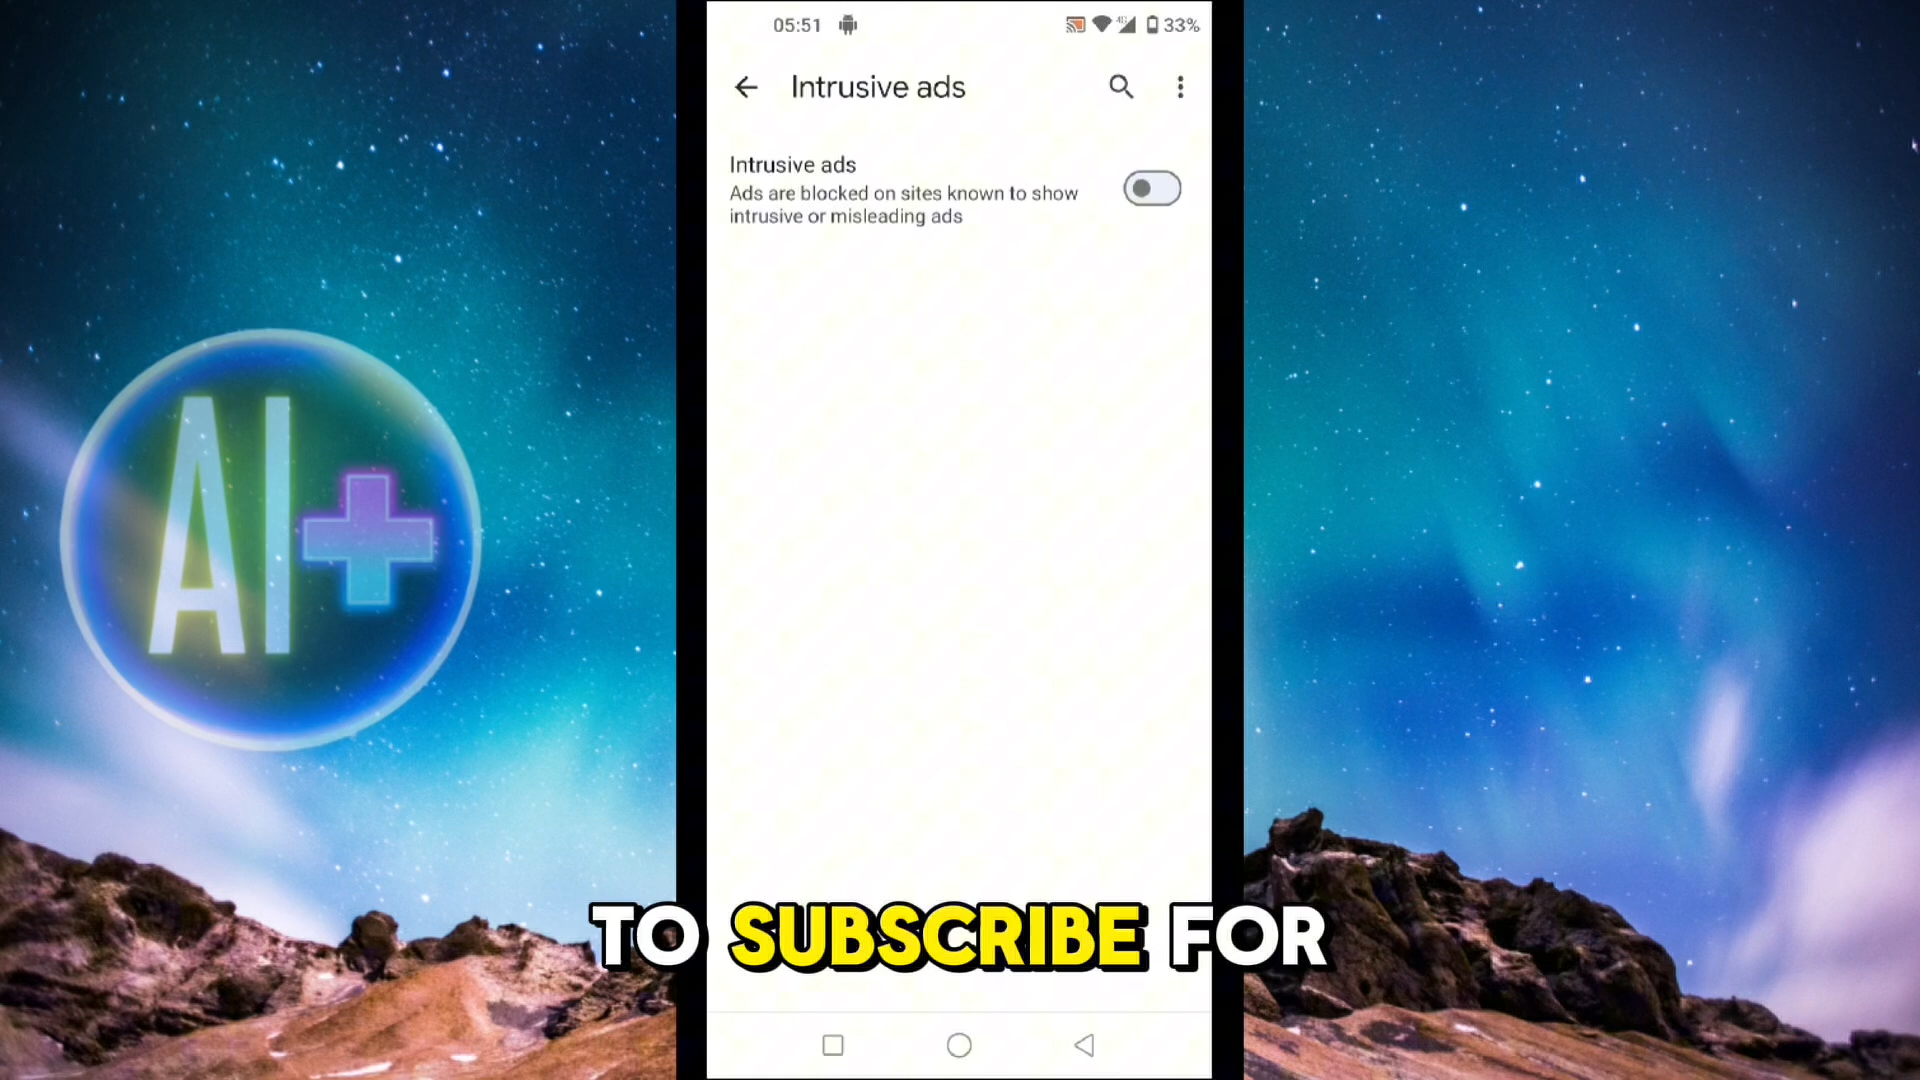 05:51
4G
33%
Intrusive ads
Intrusive ads
Ads are blocked on sites known to show
intrusive or misleading ads
AI+
TO SUBSCRIBE FOR